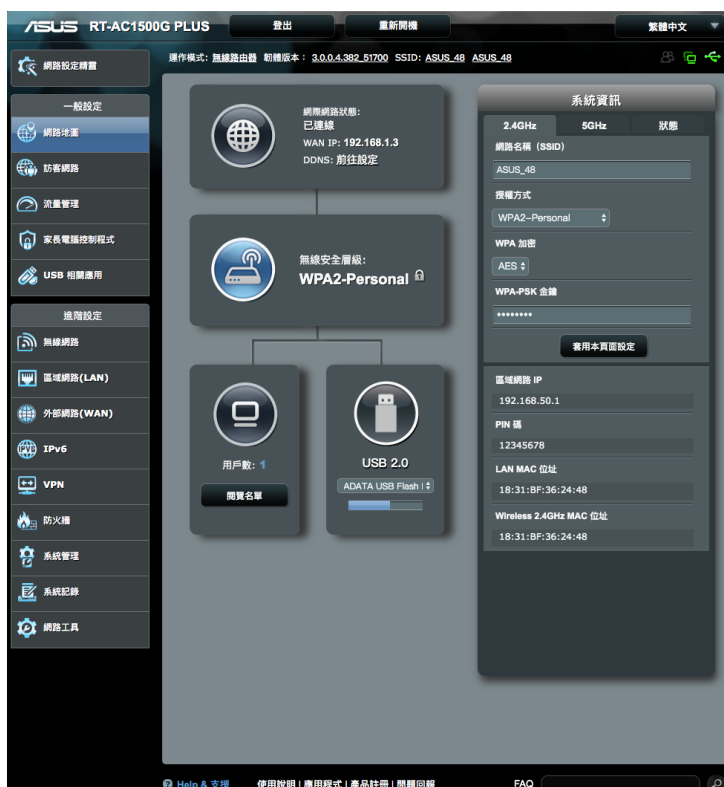 ASUS RT-AC1500G PLUS 登出 重新開機 繁體中文
運作模式: 無線路由器 韌體版本： 3.0.0.4.382_51700 SSID: ASUS_48 ASUS_48
網路設定精靈
一般設定
網路地圖
訪客網路
流量管理
家長電腦控制程式
USB 相關應用
進階設定
無線網路
區域網路(LAN)
外部網路(WAN)
IPv6
VPN
防火牆
系統管理
系統記錄
網路工具
網際網路狀態:
已連線
WAN IP: 192.168.1.3
DDNS: 前往設定
無線安全層級:
WPA2-Personal
用戶數: 1
閱覽名單
USB 2.0
ADATA USB Flash
系統資訊
2.4GHz 5GHz 狀態
網路名稱（SSID）
ASUS_48
授權方式
WPA2-Personal
WPA 加密
AES
WPA-PSK 金鑰
••••••••
套用本頁面設定
區域網路 IP
192.168.50.1
PIN 碼
12345678
LAN MAC 位址
18:31:BF:36:24:48
Wireless 2.4GHz MAC 位址
18:31:BF:36:24:48
Help & 支援 使用說明 | 應用程式 | 產品註冊 | 問題回報 FAQ